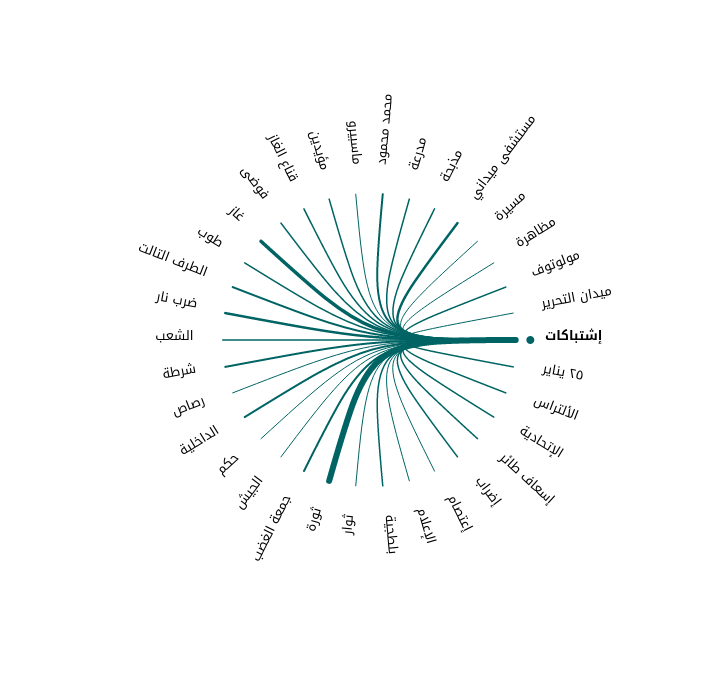 إشتباكات
٢٥ يناير
الألتراس
الإتحادية
إسعاف طائر
إضراب
إعتصام
الإعلام
بلطجية
ثوار
ثورة
جمعة الغضب
الجيش
حكم
الداخلية
رصاص
شرطة
الشعب
ضرب نار
الطرف التالت
طوب
غاز
فوضى
قناع الغاز
مؤيدين
ماسبيرو
محمد محمود
مدرعة
مذبحة
مستشفى ميداني
مسيرة
مظاهرة
مولوتوف
ميدان التحرير